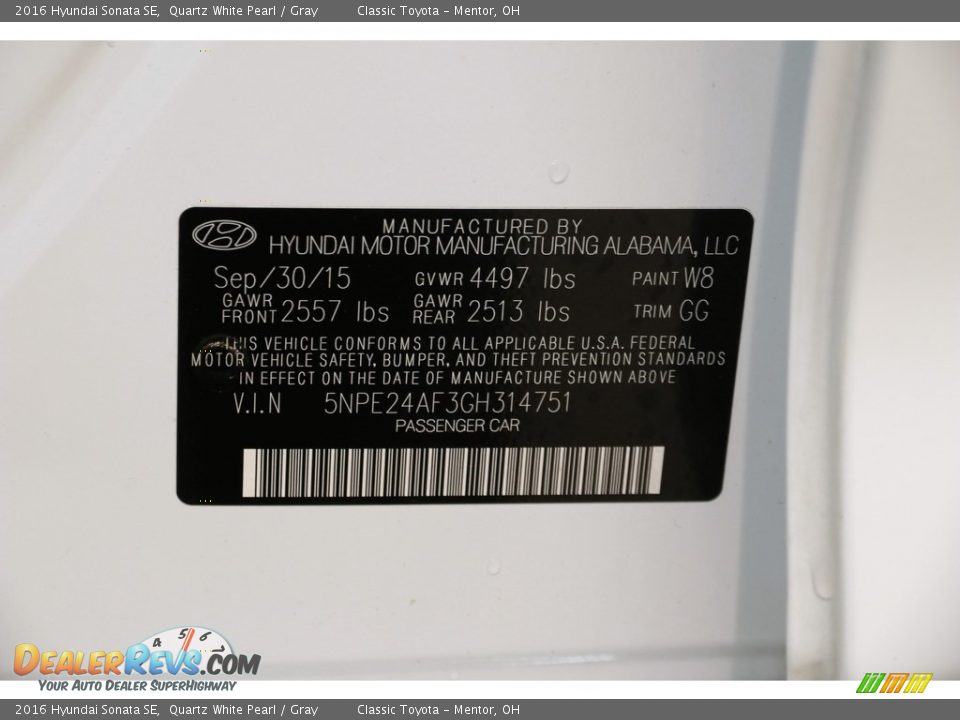 2016 Hyundai Sonata SE, Quartz White Pearl / Gray Classic Toyota – Mentor, OH
MANUFACTURED BY
HYUNDAI MOTOR MANUFACTURING ALABAMA, LLC
Sep/30/15 GVWR 4497 lbs PAINT W8
GAWR FRONT 2557 lbs GAWR REAR 2513 lbs TRIM GG
THIS VEHICLE CONFORMS TO ALL APPLICABLE U.S.A. FEDERAL
MOTOR VEHICLE SAFETY, BUMPER, AND THEFT PREVENTION STANDARDS
IN EFFECT ON THE DATE OF MANUFACTURE SHOWN ABOVE
V.I.N 5NPE24AF3GH314751
PASSENGER CAR
4 5 6 7
DEALERREVS.COM
YOUR AUTO DEALER SUPERHIGHWAY
2016 Hyundai Sonata SE, Quartz White Pearl / Gray Classic Toyota – Mentor, OH